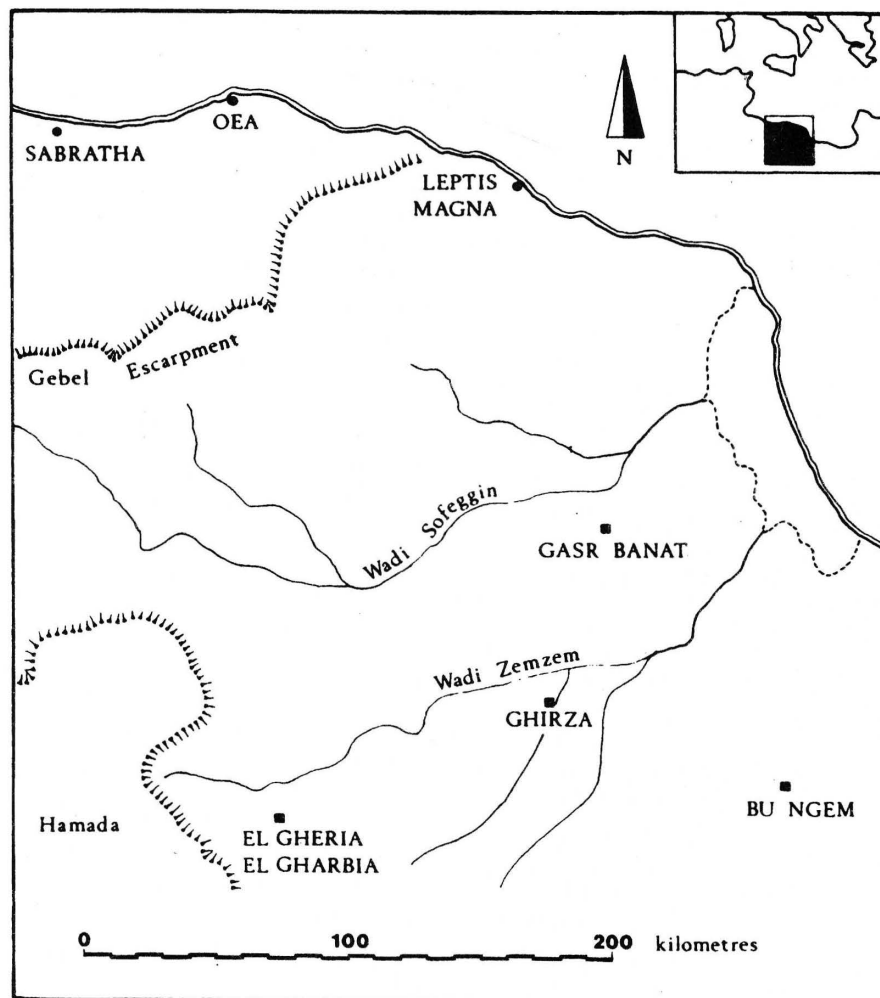 OEA
SABRATHA
N
LEPTIS
MAGNA
Gebel Escarpment
Wadi Sofeggin
GASR BANAT
Wadi Zemzem
GHIRZA
BU NGEM
Hamada
EL GHERIA
EL GHARBIA
0 100 200 kilometres